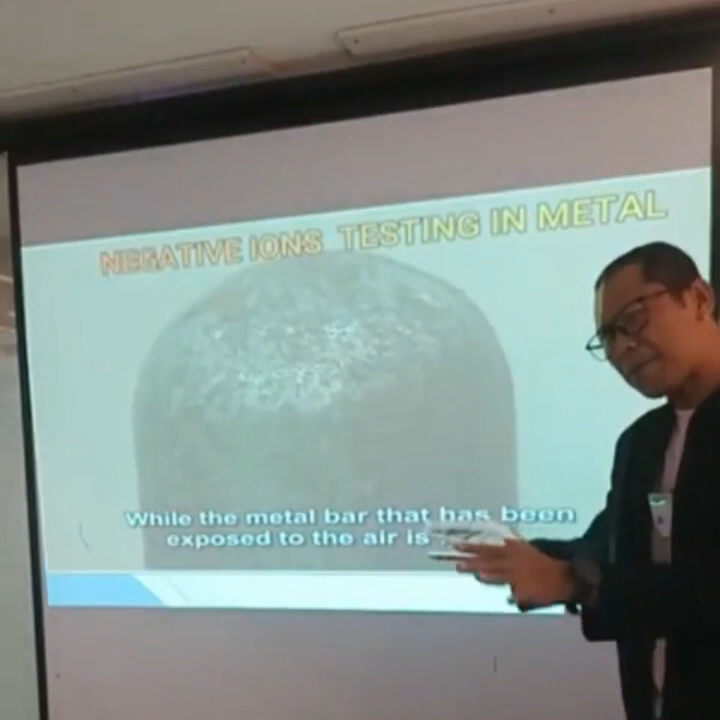 NEGATIVE IONS TESTING IN METAL
While the metal bar that has been
exposed to the air is